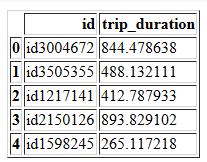 id trip_duration
0 id3004672 844.478638
1 id3505355 488.132111
2 id1217141 412.787933
3 id2150126 893.829102
4 id1598245 265.117218